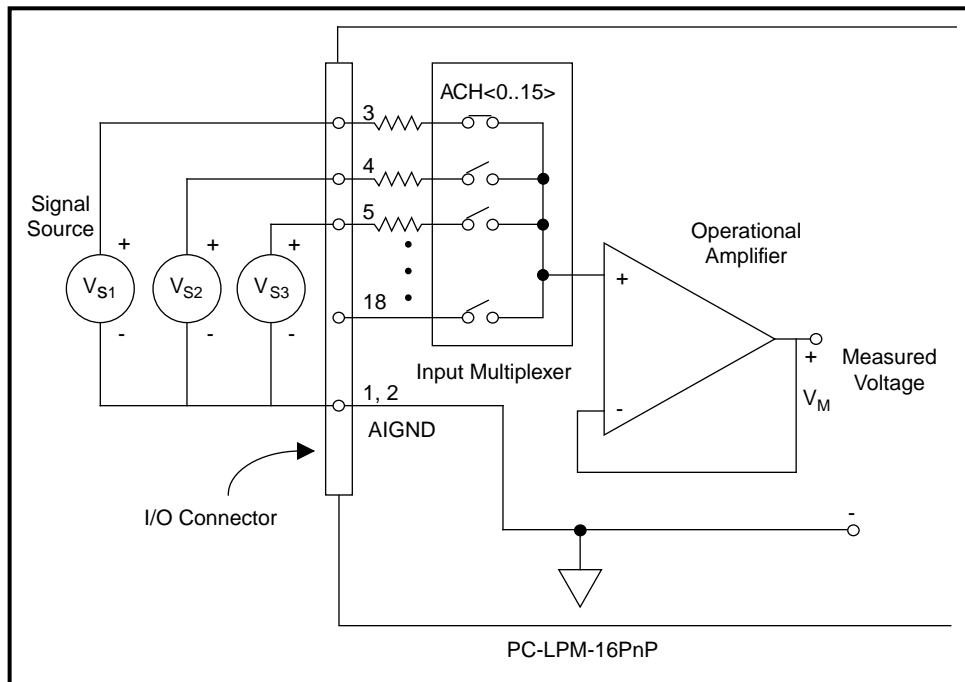 ACH<0..15>
3
4
5
18
Signal
Source
+
+
+
VS1
VS2
VS3
-
-
-
Input Multiplexer
1, 2
AIGND
I/O Connector
Operational
Amplifier
+
-
+
VM
-
Measured
Voltage
PC-LPM-16PnP